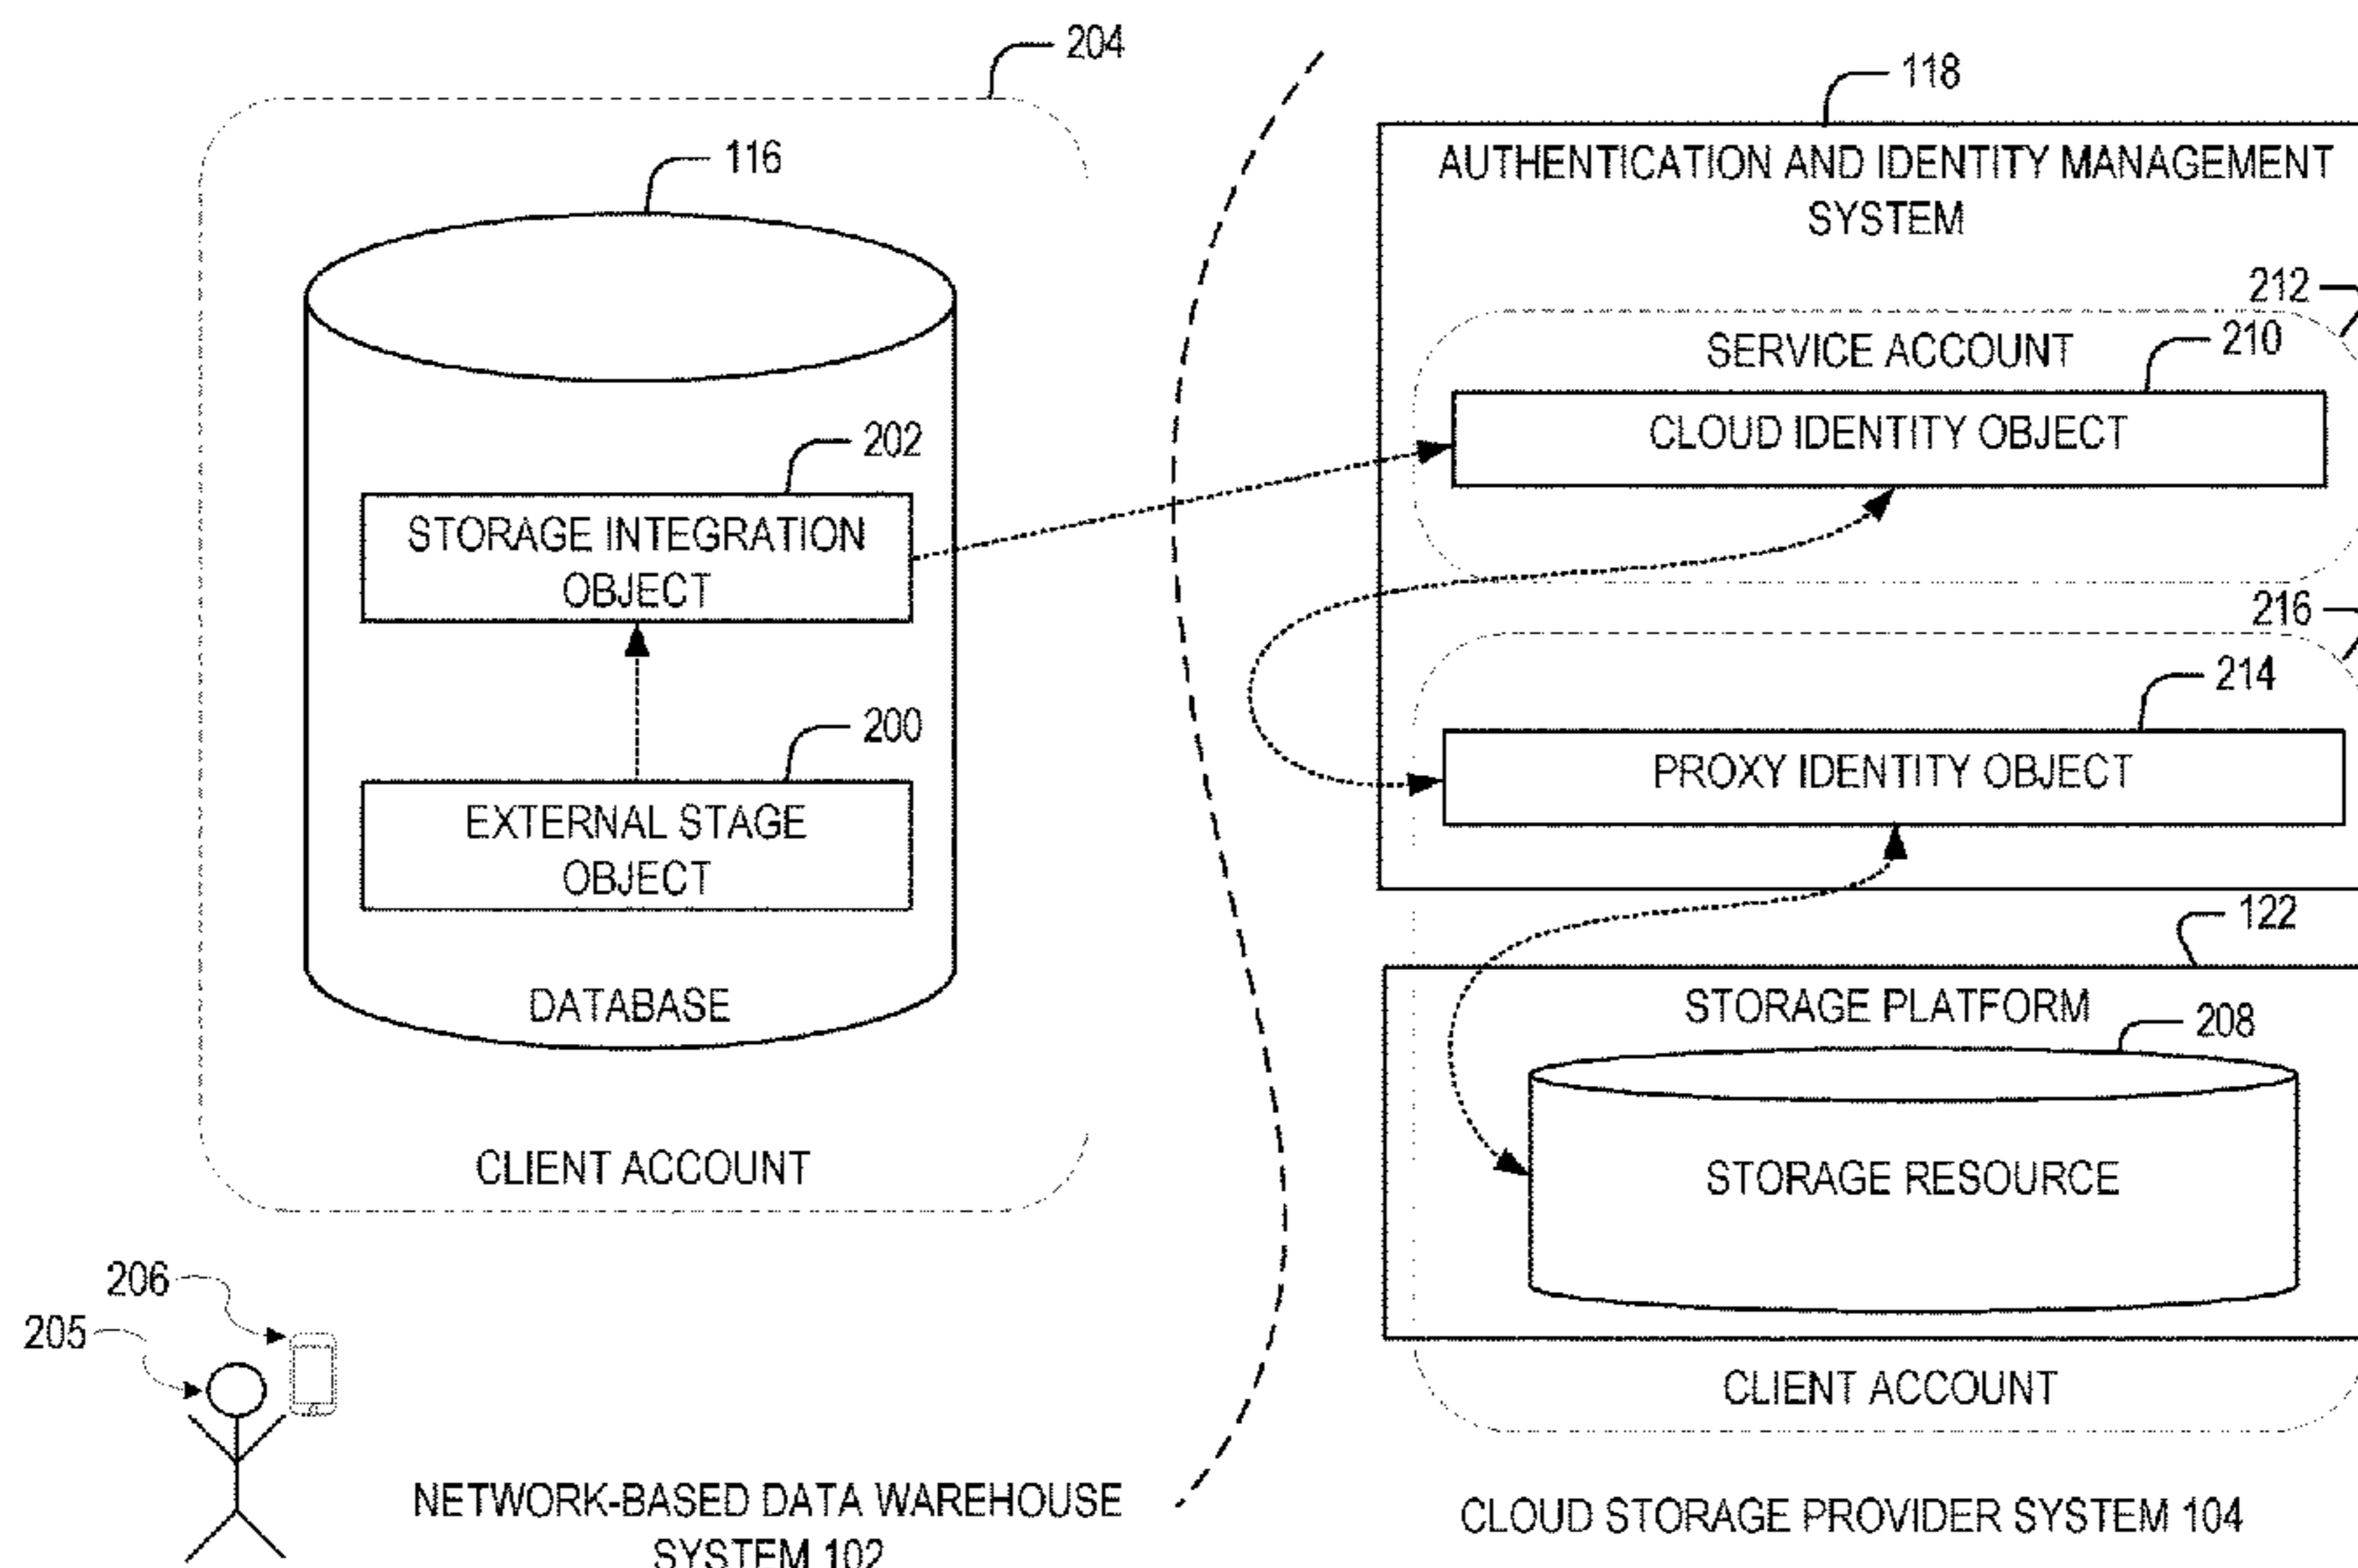 204
116
202
STORAGE INTEGRATION
OBJECT
200
EXTERNAL STAGE
OBJECT
DATABASE
CLIENT ACCOUNT
206
205
NETWORK-BASED DATA WAREHOUSE
SYSTEM 102
118
AUTHENTICATION AND IDENTITY MANAGEMENT
SYSTEM
212
SERVICE ACCOUNT
210
CLOUD IDENTITY OBJECT
216
214
PROXY IDENTITY OBJECT
122
STORAGE PLATFORM
208
STORAGE RESOURCE
CLIENT ACCOUNT
CLOUD STORAGE PROVIDER SYSTEM 104